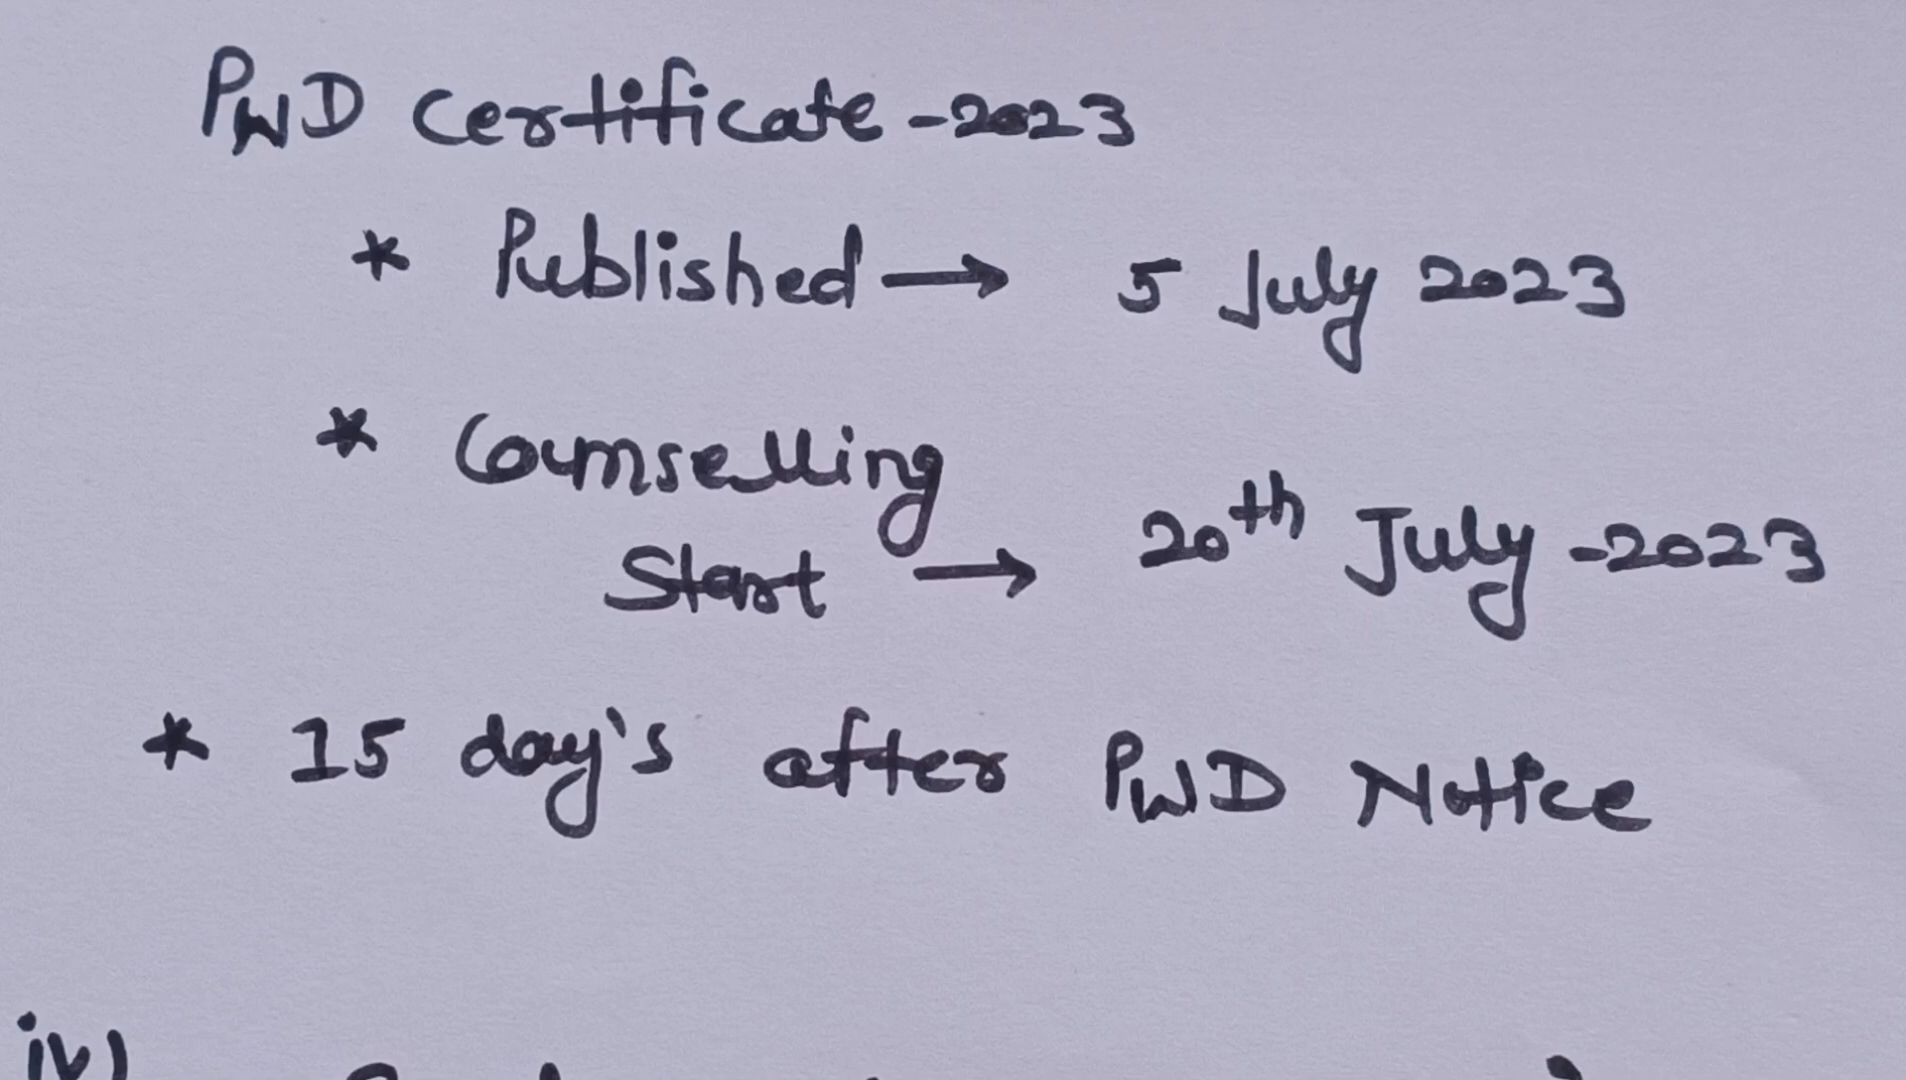 PWD Certificate -2023
* Published → 5 July 2023
* Counselling
Start → 20th July -2023
* 15 day's after PWD Notice
iv)